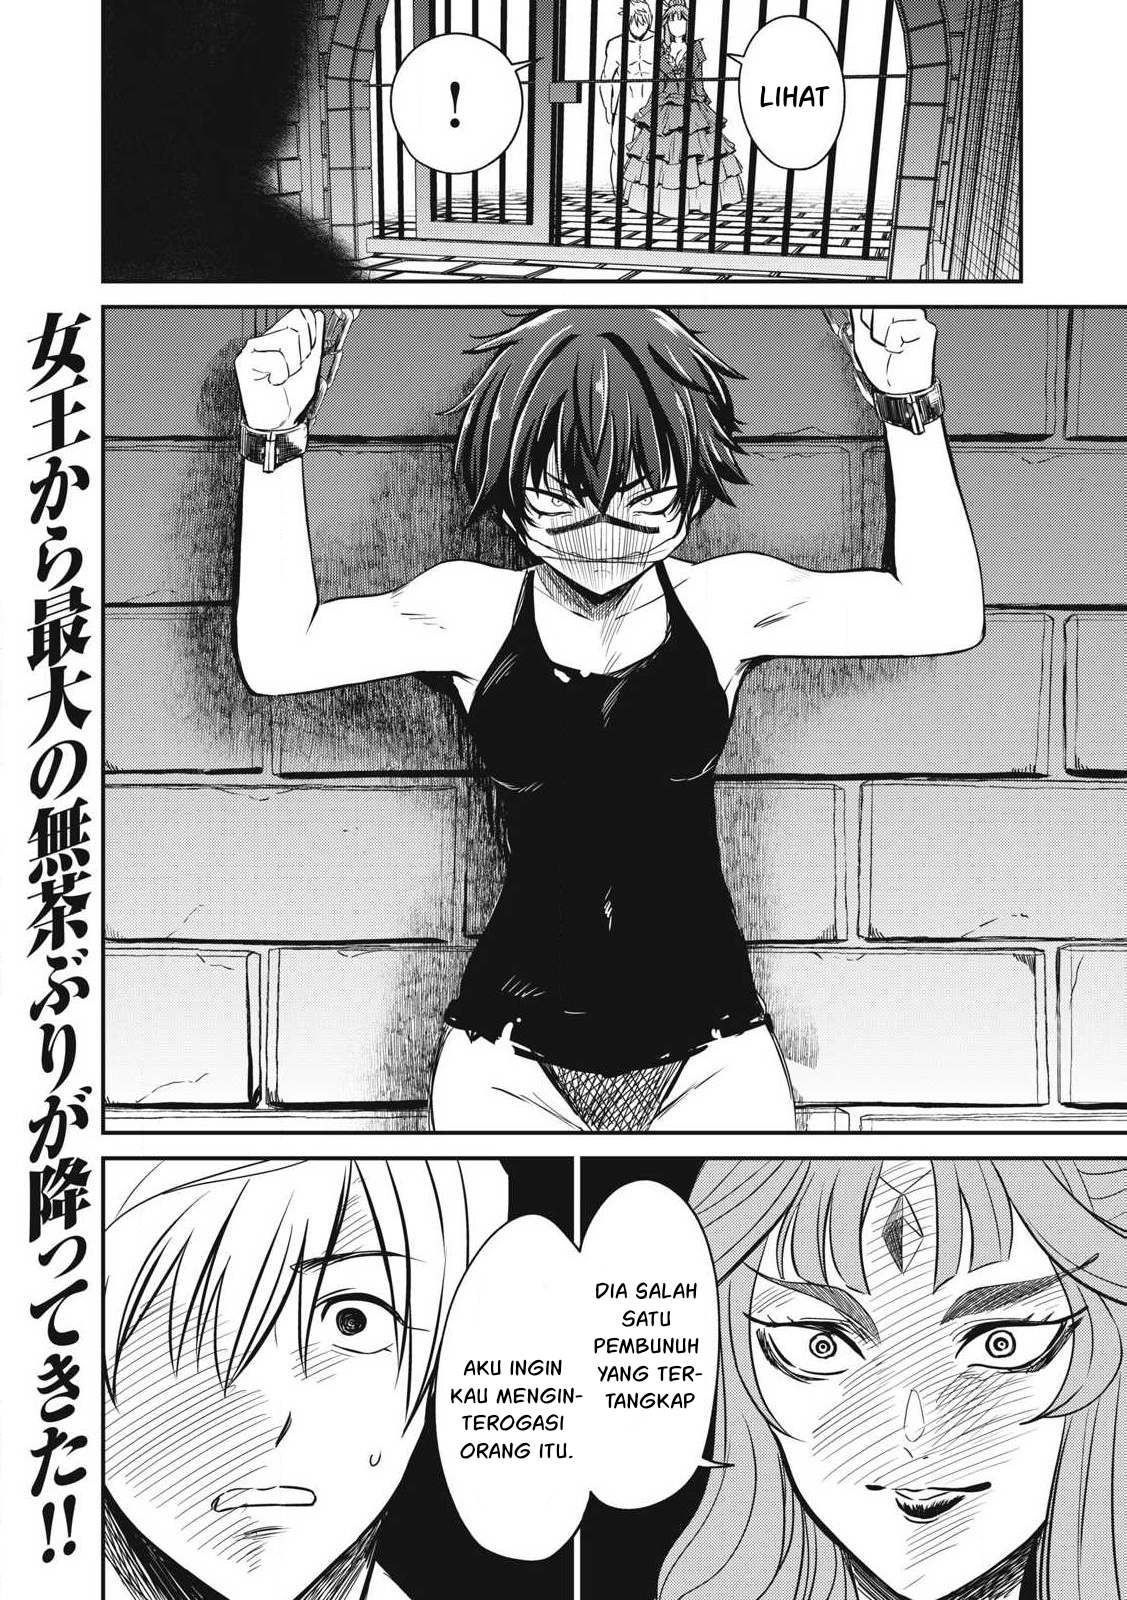 LIHAT
!
DIA SALAH
SATU
PEMBUNUH
YANG TER-
TANGKAP
AKU INGIN
KAU MENGIN-
TEROGASI
ORANG ITU.
女王から最大の無茶ぶりが降ってきた!!